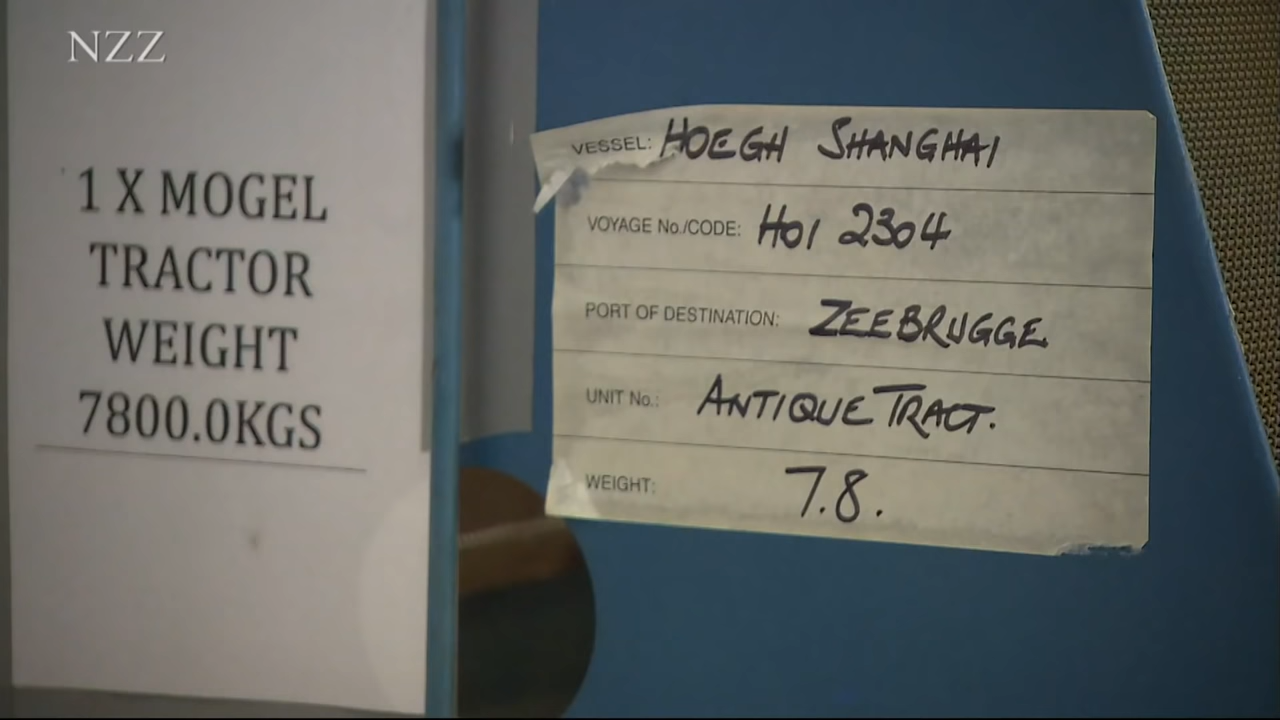 NZZ
1 X MOGEL
TRACTOR
WEIGHT
7800.0KGS
VESSEL: HOEGH SHANGHAI
VOYAGE No./CODE: HOI 2304
PORT OF DESTINATION: ZEEBRUGGE
UNIT No.: ANTIQUE TRACT.
WEIGHT: 7.8.